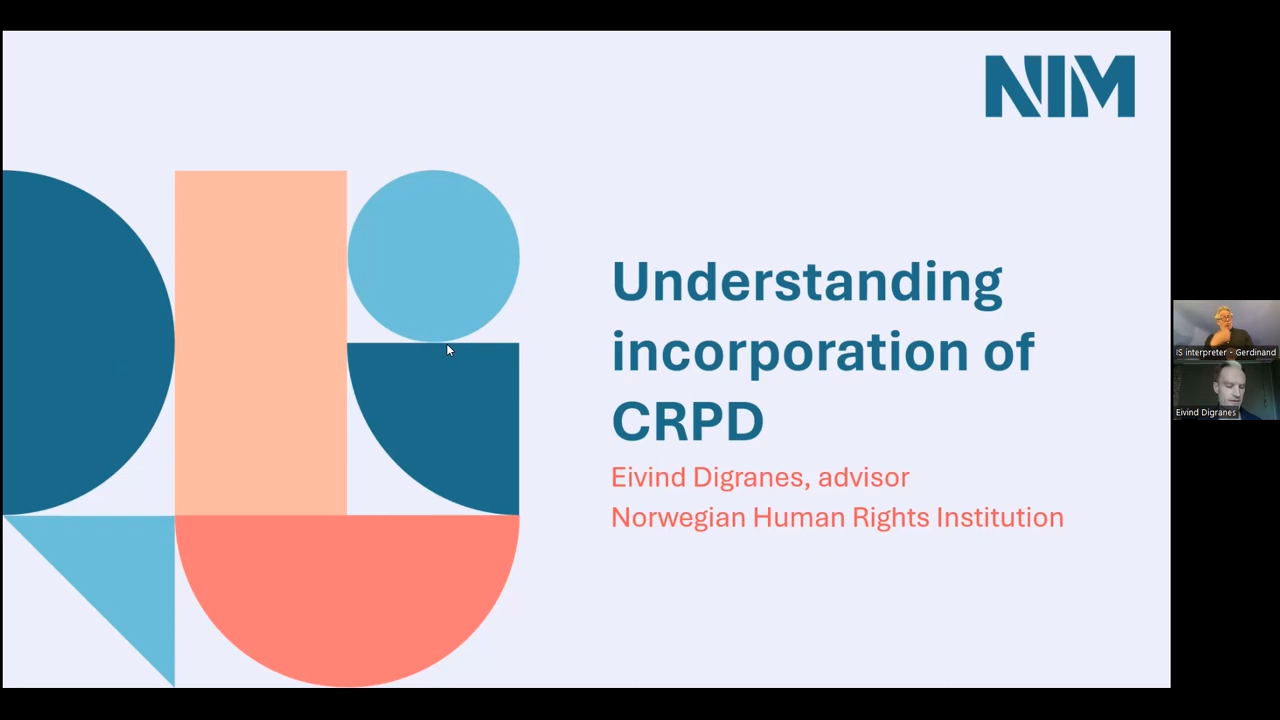 NIM
Understanding
incorporation of
CRPD
Eivind Digranes, advisor
Norwegian Human Rights Institution
IS interpreter - Gerdinand
Eivind Digranes